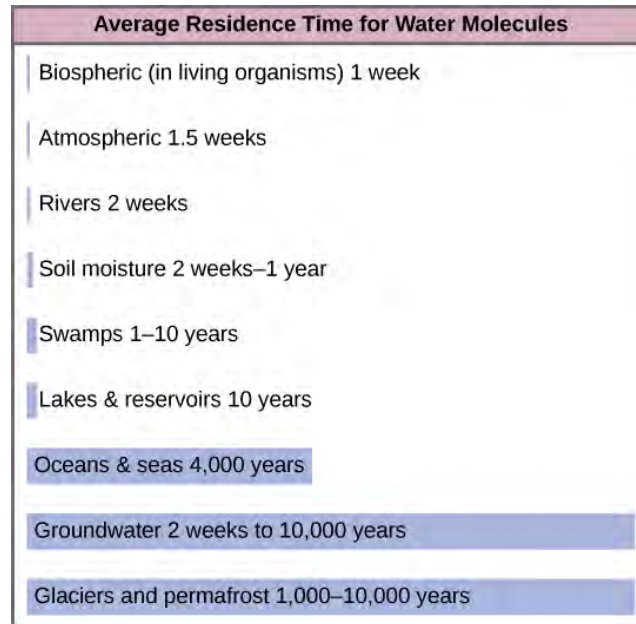 Average Residence Time for Water Molecules
Biospheric (in living organisms) 1 week
Atmospheric 1.5 weeks
Rivers 2 weeks
Soil moisture 2 weeks–1 year
Swamps 1–10 years
Lakes & reservoirs 10 years
Oceans & seas 4,000 years
Groundwater 2 weeks to 10,000 years
Glaciers and permafrost 1,000–10,000 years